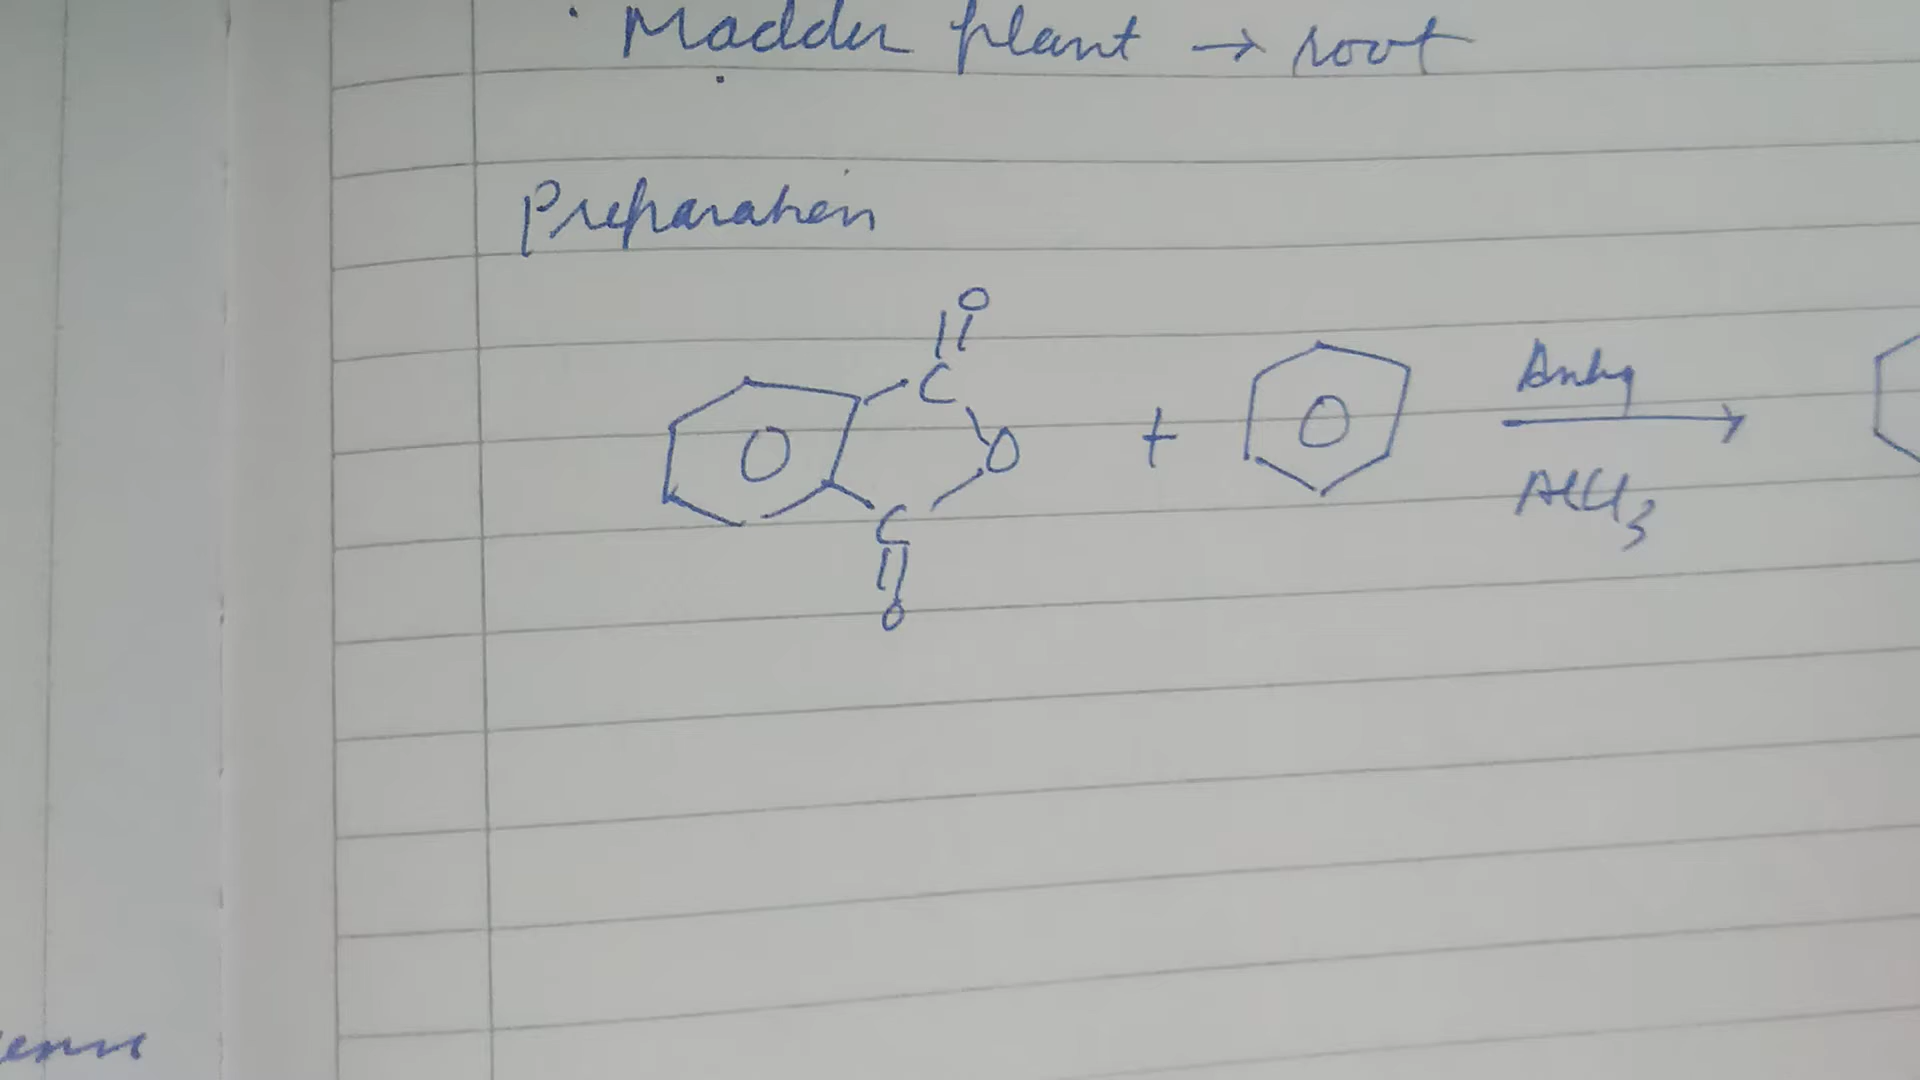 · Madder plant → root
Preparation
O
C
O + Anhy
AlCl3
C
O